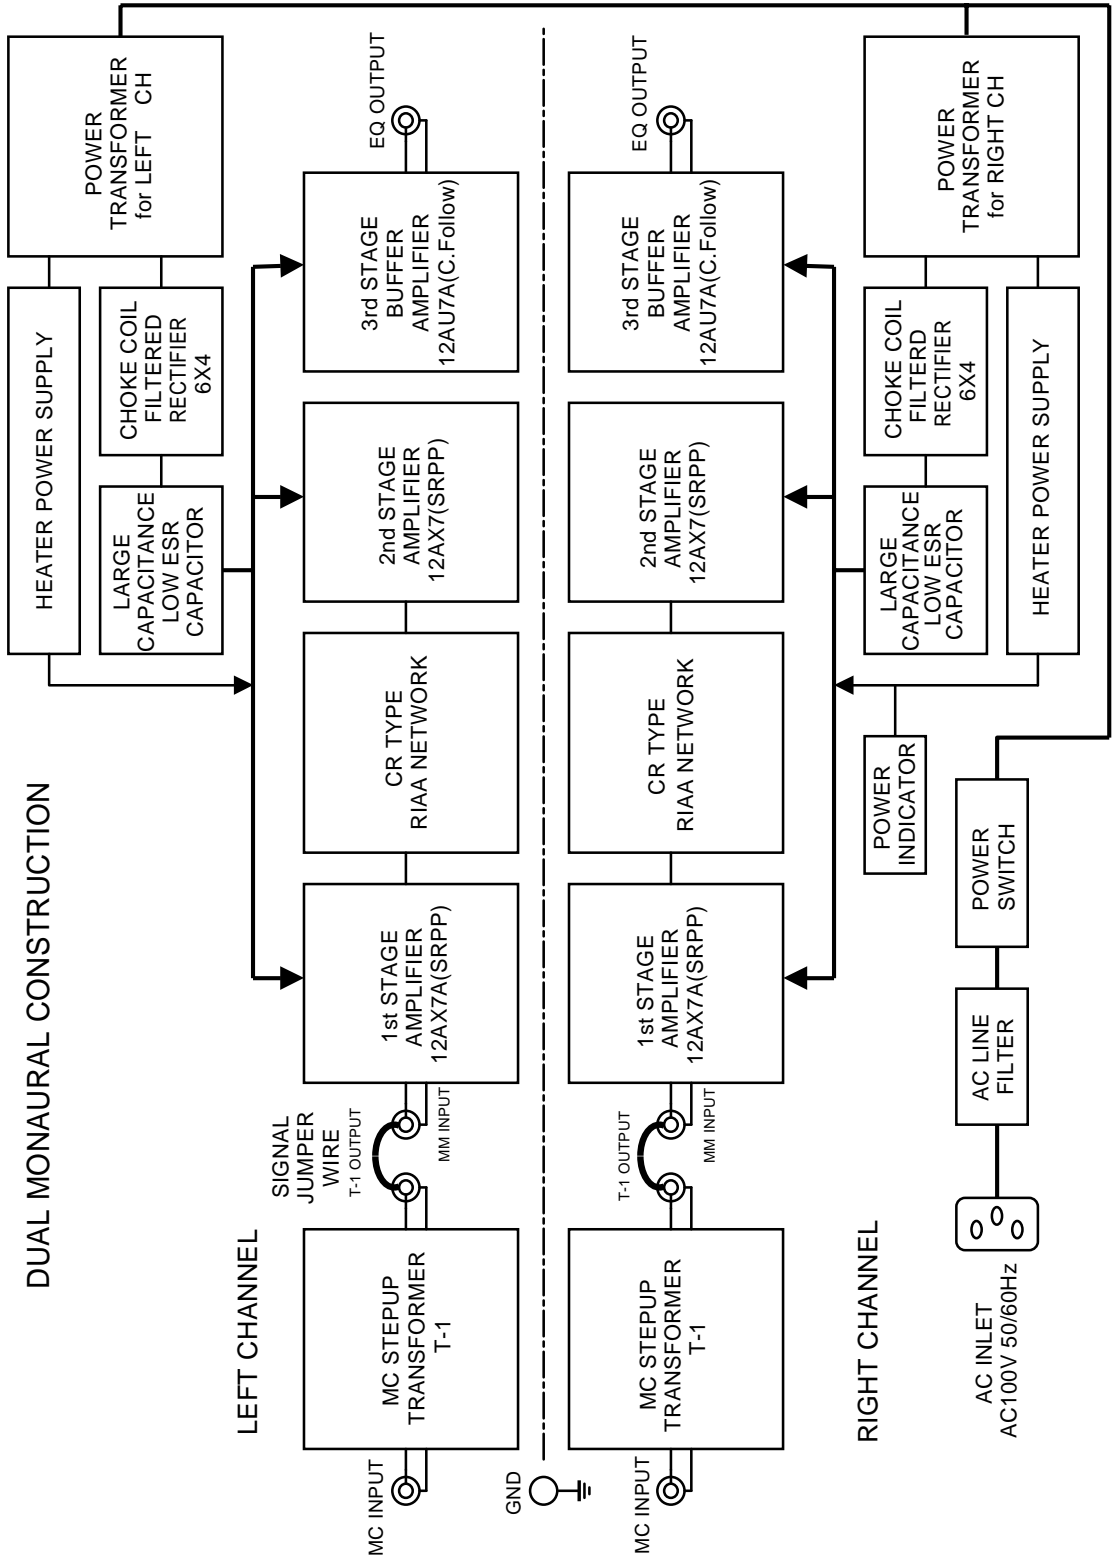 DUAL MONAURAL CONSTRUCTION
POWER
TRANSFORMER
for LEFT CH
HEATER POWER SUPPLY
CHOKE COIL
FILTERED
RECTIFIER
6X4
LARGE
CAPACITANCE
LOW ESR
CAPACITOR
LEFT CHANNEL
MC INPUT
MC STEPUP
TRANSFORMER
T-1
SIGNAL
JUMPER
WIRE
T-1 OUTPUT
MM INPUT
1st STAGE
AMPLIFIER
12AX7A(SRPP)
CR TYPE
RIAA NETWORK
2nd STAGE
AMPLIFIER
12AX7(SRPP)
3rd STAGE
BUFFER
AMPLIFIER
12AU7A(C.Follow)
EQ OUTPUT
GND
MC INPUT
MC STEPUP
TRANSFORMER
T-1
T-1 OUTPUT
MM INPUT
1st STAGE
AMPLIFIER
12AX7A(SRPP)
CR TYPE
RIAA NETWORK
2nd STAGE
AMPLIFIER
12AX7(SRPP)
3rd STAGE
BUFFER
AMPLIFIER
12AU7A(C.Follow)
EQ OUTPUT
RIGHT CHANNEL
POWER
INDICATOR
LARGE
CAPACITANCE
LOW ESR
CAPACITOR
CHOKE COIL
FILTERD
RECTIFIER
6X4
POWER
TRANSFORMER
for RIGHT CH
HEATER POWER SUPPLY
AC INLET
AC100V 50/60Hz
AC LINE
FILTER
POWER
SWITCH